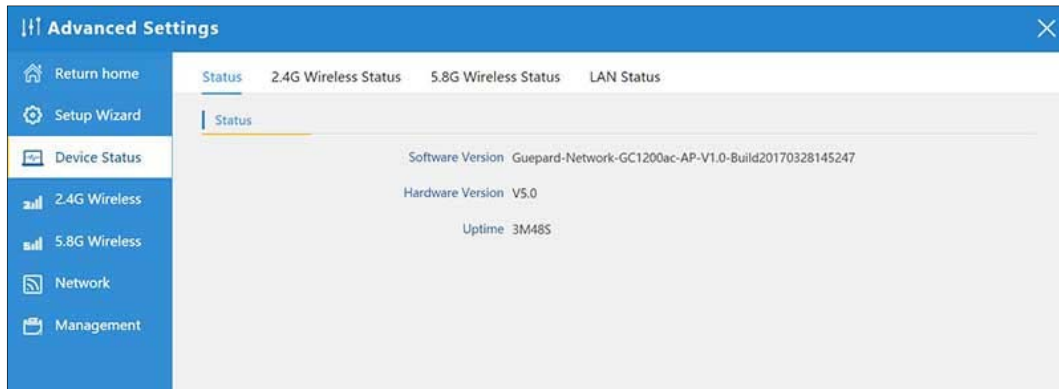 Advanced Settings
Return home
Setup Wizard
Device Status
2.4G Wireless
5.8G Wireless
Network
Management
Status 2.4G Wireless Status 5.8G Wireless Status LAN Status
Status
Software Version Guepard-Network-GC1200ac-AP-V1.0-Build20170328145247
Hardware Version V5.0
Uptime 3M48S